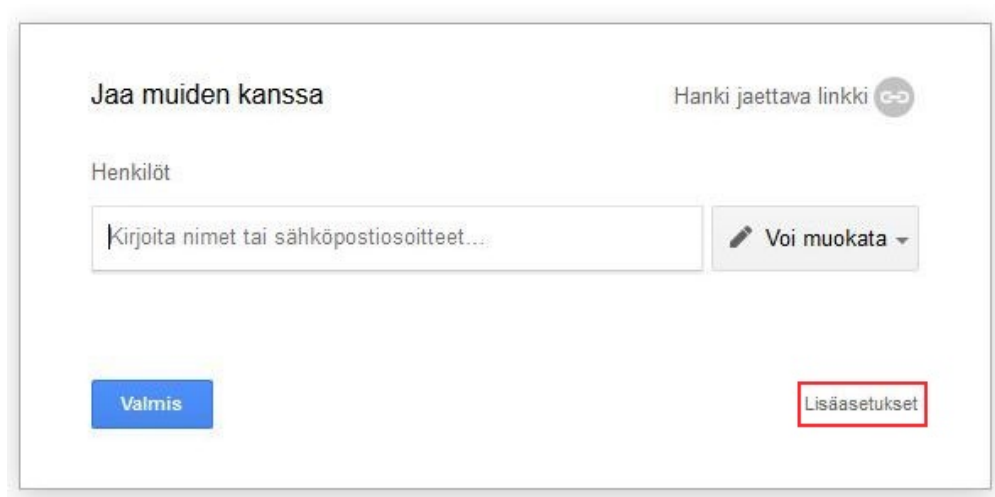 Jaa muiden kanssa
Hanki jaettava linkki
Henkilöt
Kirjoita nimet tai sähköpostiosoitteet...
Voi muokata
Valmis
Lisäasetukset